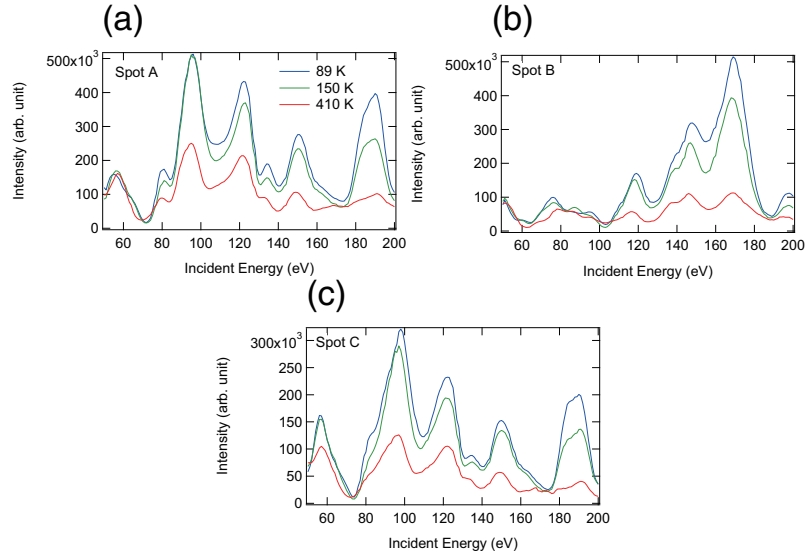 (a)
500x10³
400
300
200
100
0
Intensity (arb. unit)
Spot A
89 K
150 K
410 K
60 80 100 120 140 160 180 200
Incident Energy (eV)
(b)
500x10³
400
300
200
100
0
Intensity (arb. unit)
Spot B
60 80 100 120 140 160 180 200
Incident Energy (eV)
(c)
300x10³
250
200
150
100
50
0
Intensity (arb. unit)
Spot C
60 80 100 120 140 160 180 200
Incident Energy (eV)